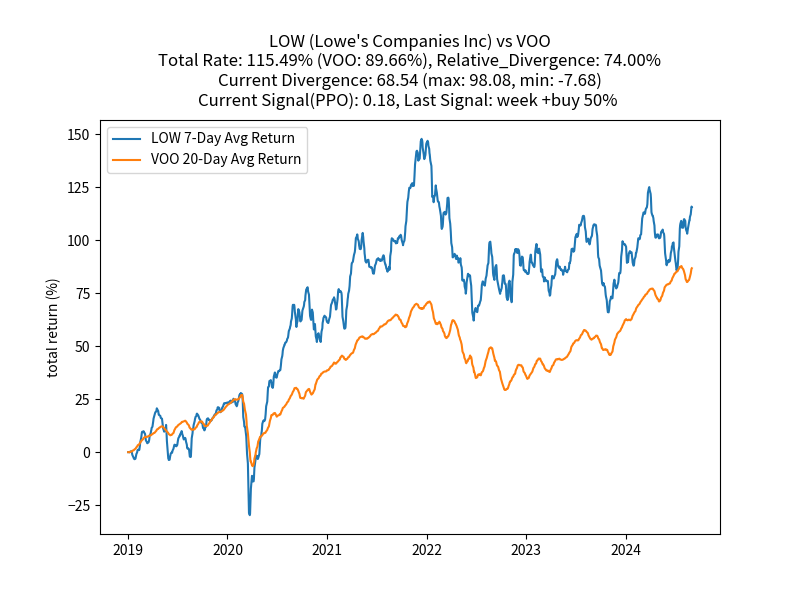 LOW (Lowe's Companies Inc) vs VOO
Total Rate: 115.49% (VOO: 89.66%), Relative_Divergence: 74.00%
Current Divergence: 68.54 (max: 98.08, min: -7.68)
Current Signal(PPO): 0.18, Last Signal: week +buy 50%
LOW 7-Day Avg Return
VOO 20-Day Avg Return
total return (%)
150
125
100
75
50
25
0
−25
2019 2020 2021 2022 2023 2024